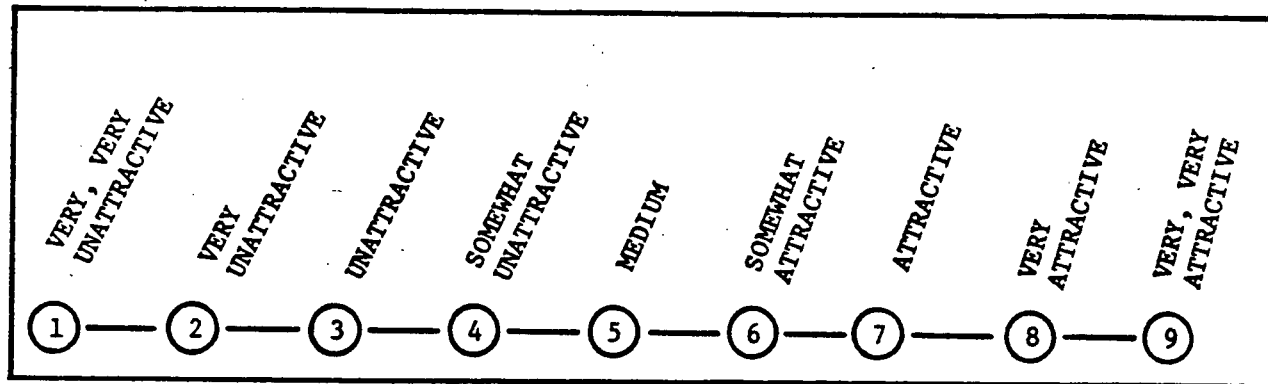 VERY, VERY
UNATTRACTIVE
VERY
UNATTRACTIVE
UNATTRACTIVE
SOMEWHAT
UNATTRACTIVE
MEDIUM
SOMEWHAT
ATTRACTIVE
ATTRACTIVE
VERY
ATTRACTIVE
VERY, VERY
ATTRACTIVE
1 2 3 4 5 6 7 8 9